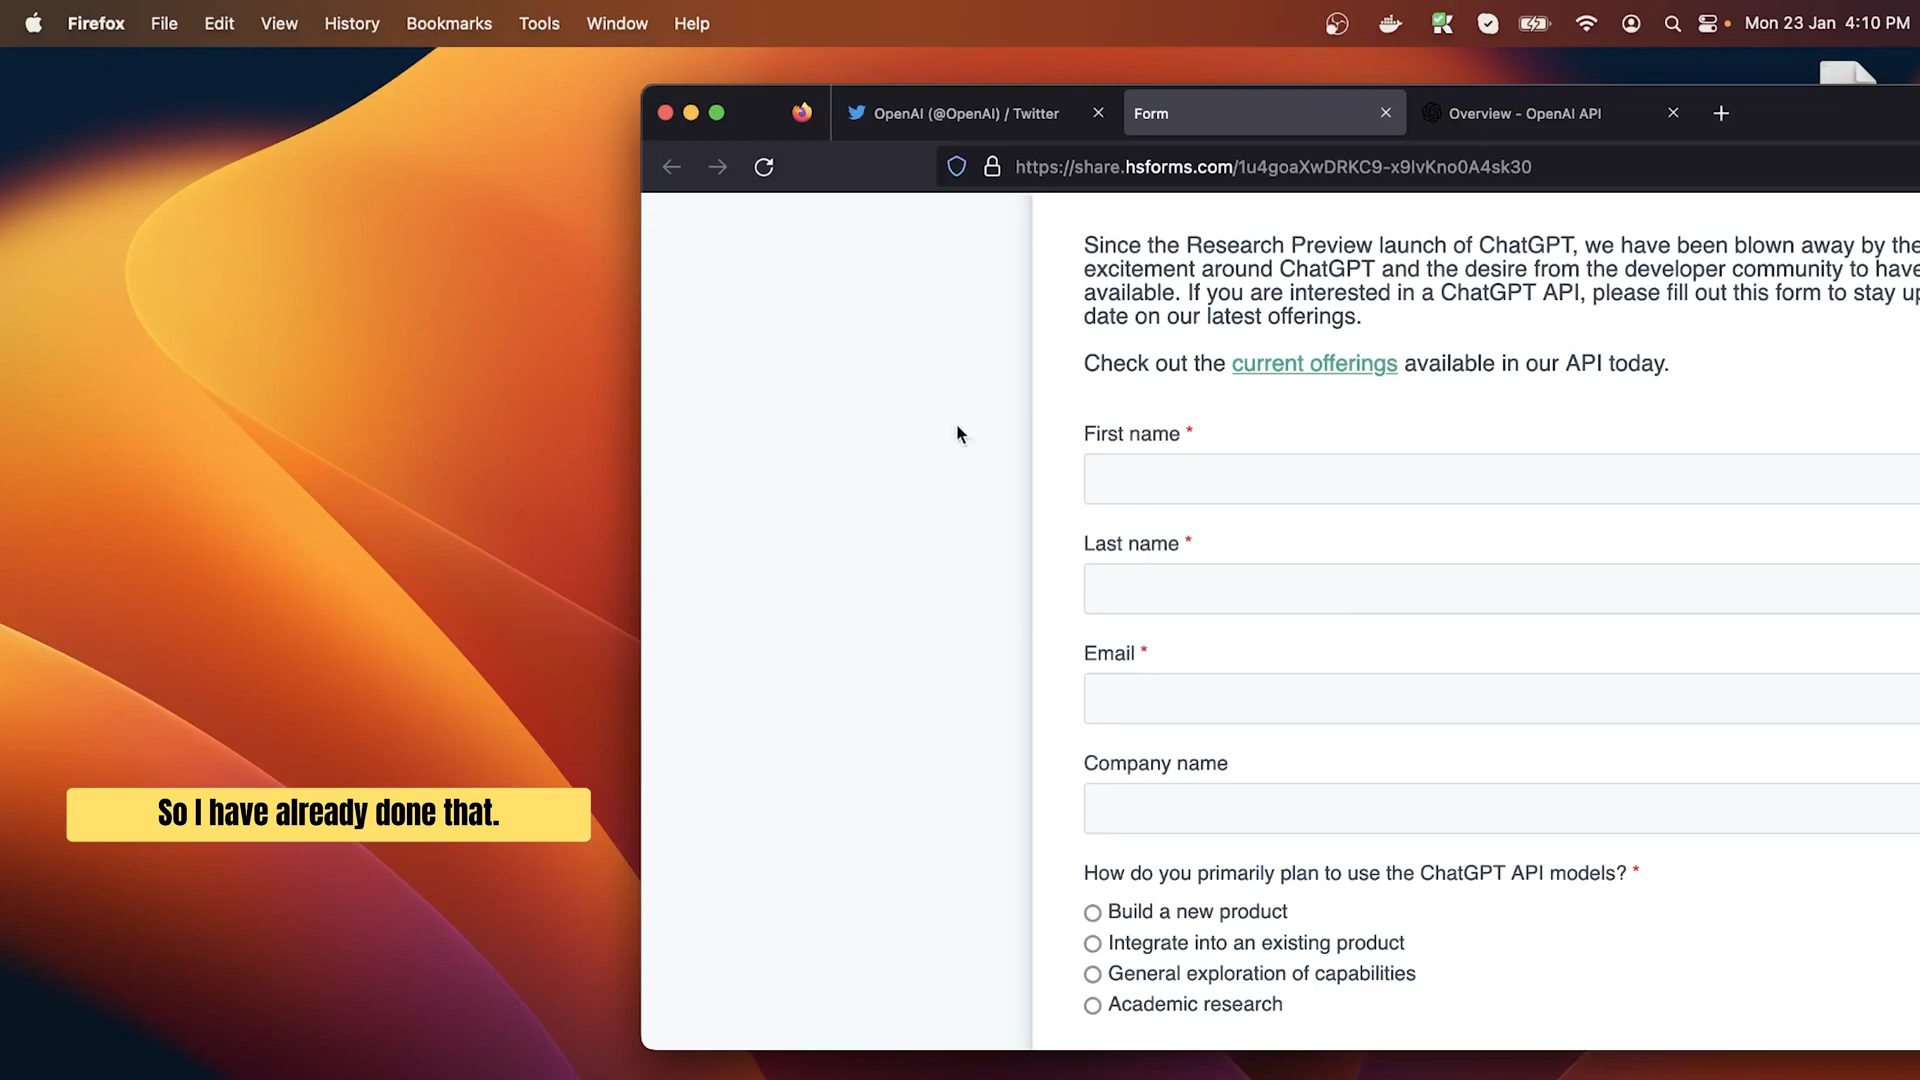 Firefox File Edit View History Bookmarks Tools Window Help Mon 23 Jan 4:10 PM
OpenAI (@OpenAI) / Twitter Form Overview - OpenAI API
https://share.hsforms.com/1u4goaXwDRKC9-x9IvKno0A4sk30
Since the Research Preview launch of ChatGPT, we have been blown away by the
excitement around ChatGPT and the desire from the developer community to have
available. If you are interested in a ChatGPT API, please fill out this form to stay up
date on our latest offerings.
Check out the current offerings available in our API today.
First name *
Last name *
Email *
Company name
So I have already done that.
How do you primarily plan to use the ChatGPT API models? *
Build a new product
Integrate into an existing product
General exploration of capabilities
Academic research